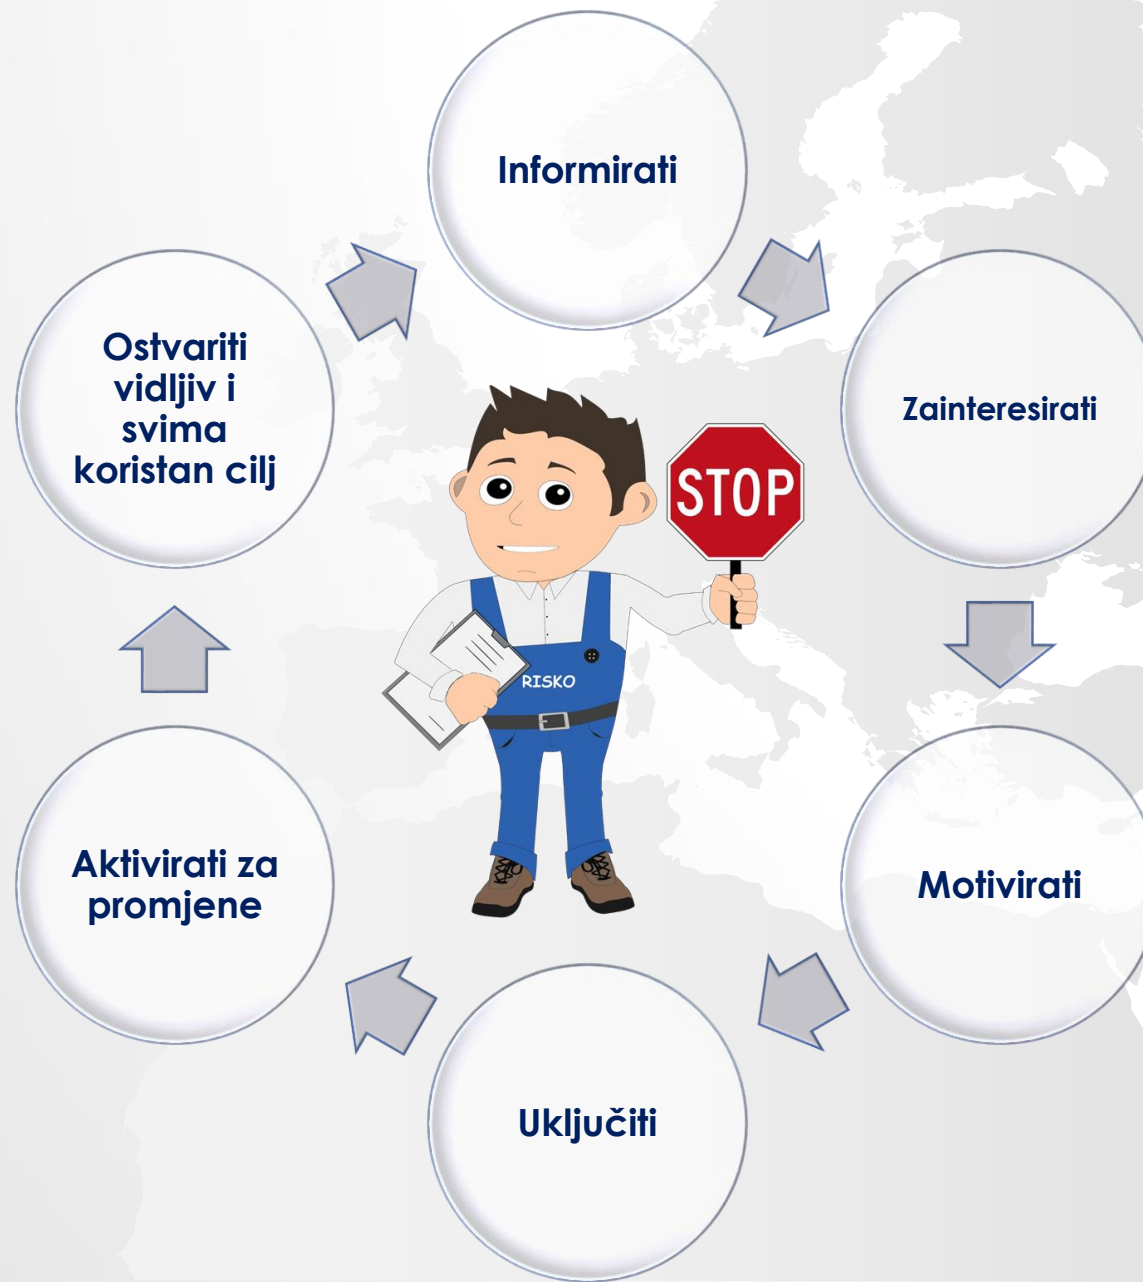 Informirati
Zainteresirati
Motivirati
Uključiti
Aktivirati za
promjene
Ostvariti
vidljiv i
svima
koristan cilj
STOP
RISKO